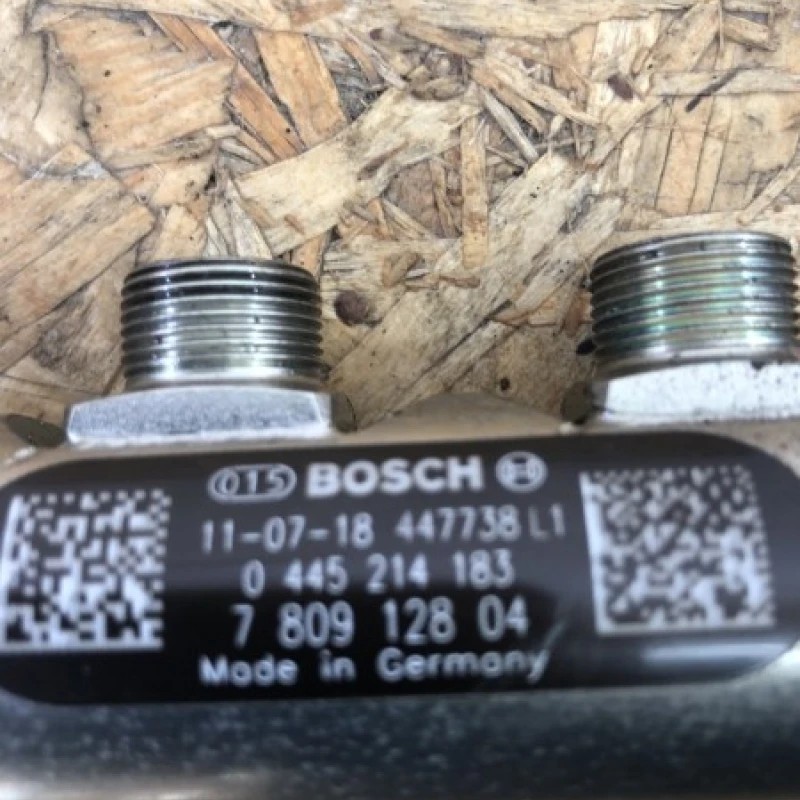 015 BOSCH
11-07-18 447738 L1
0 445 214 183
7 809 128 04
Made in Germany